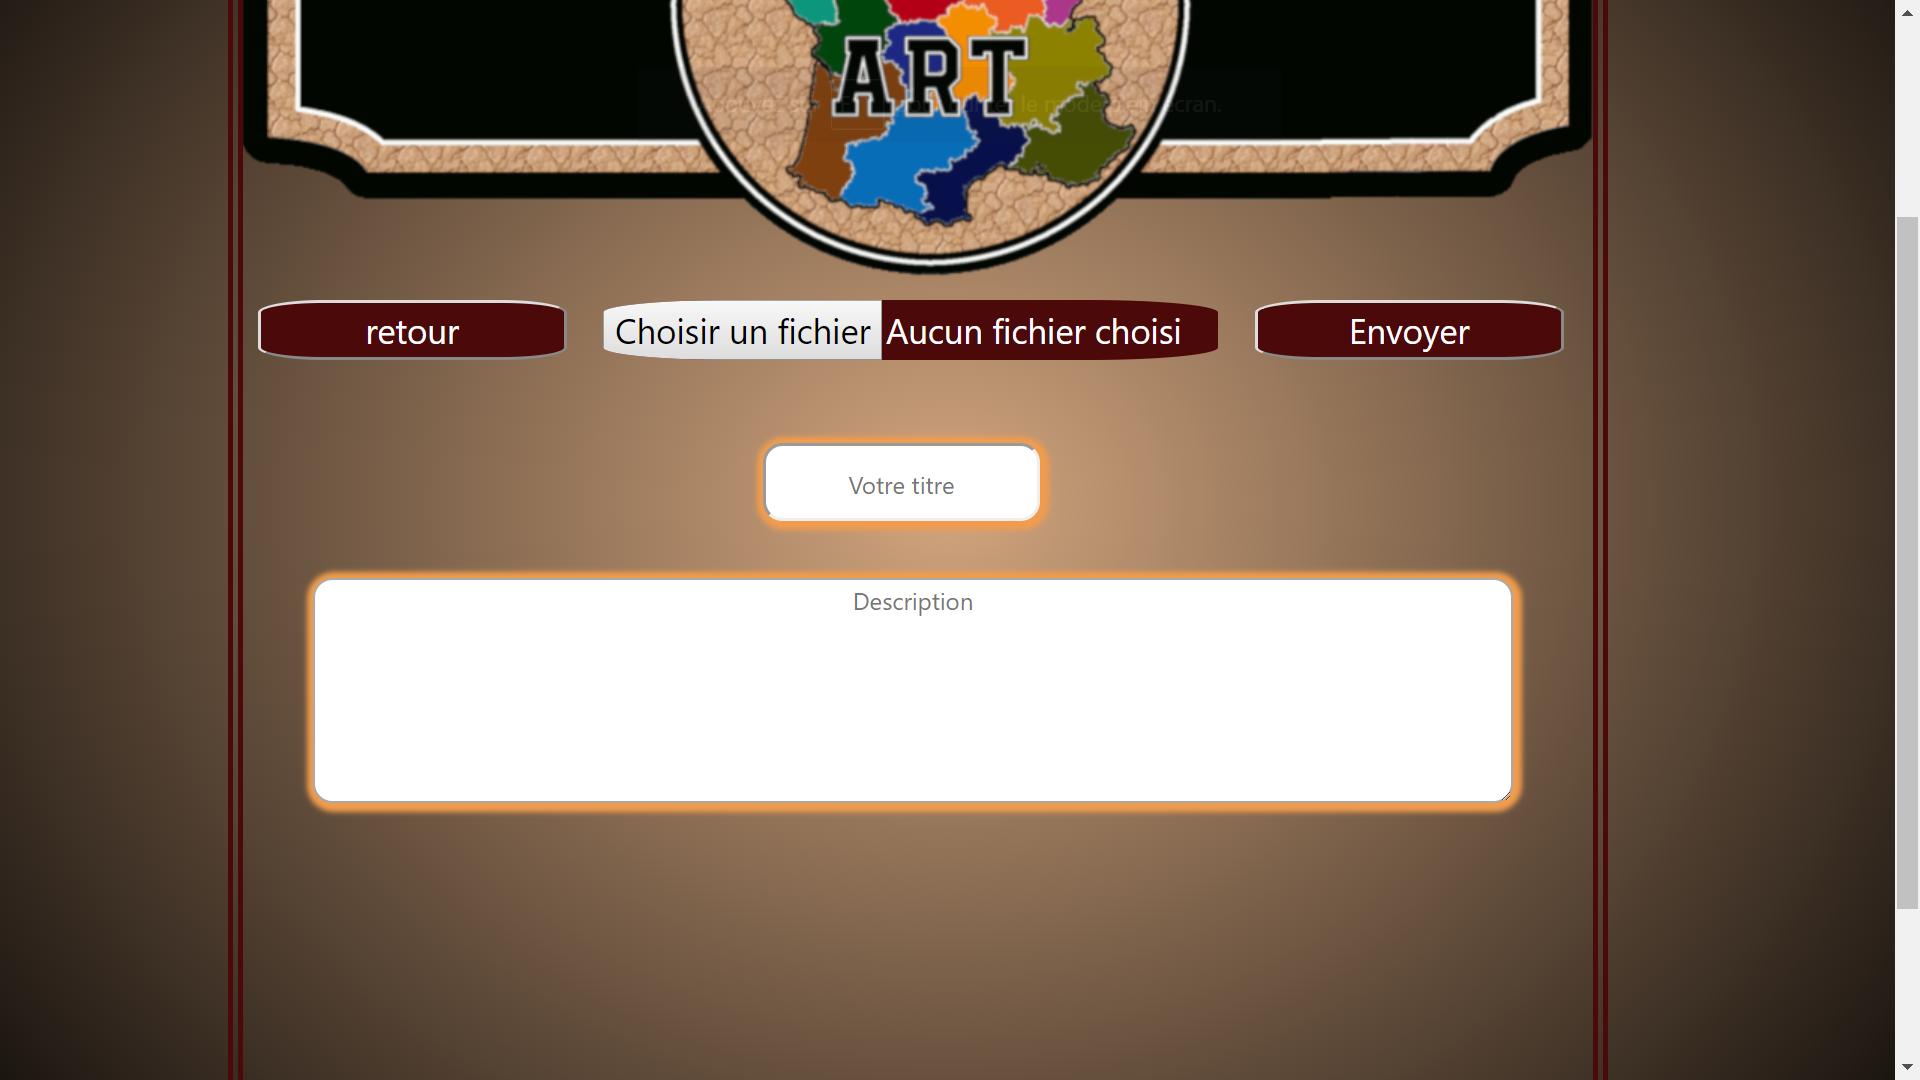 ART
retour
Choisir un fichier Aucun fichier choisi
Envoyer
Votre titre
Description